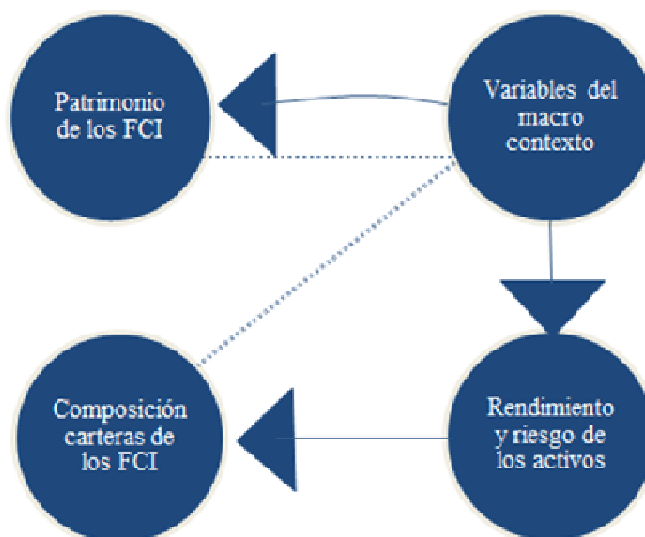 Patrimonio
de los FCI
Variables del
macro
contexto
Composición
carteras de
los FCI
Rendimiento
y riesgo de
los activos